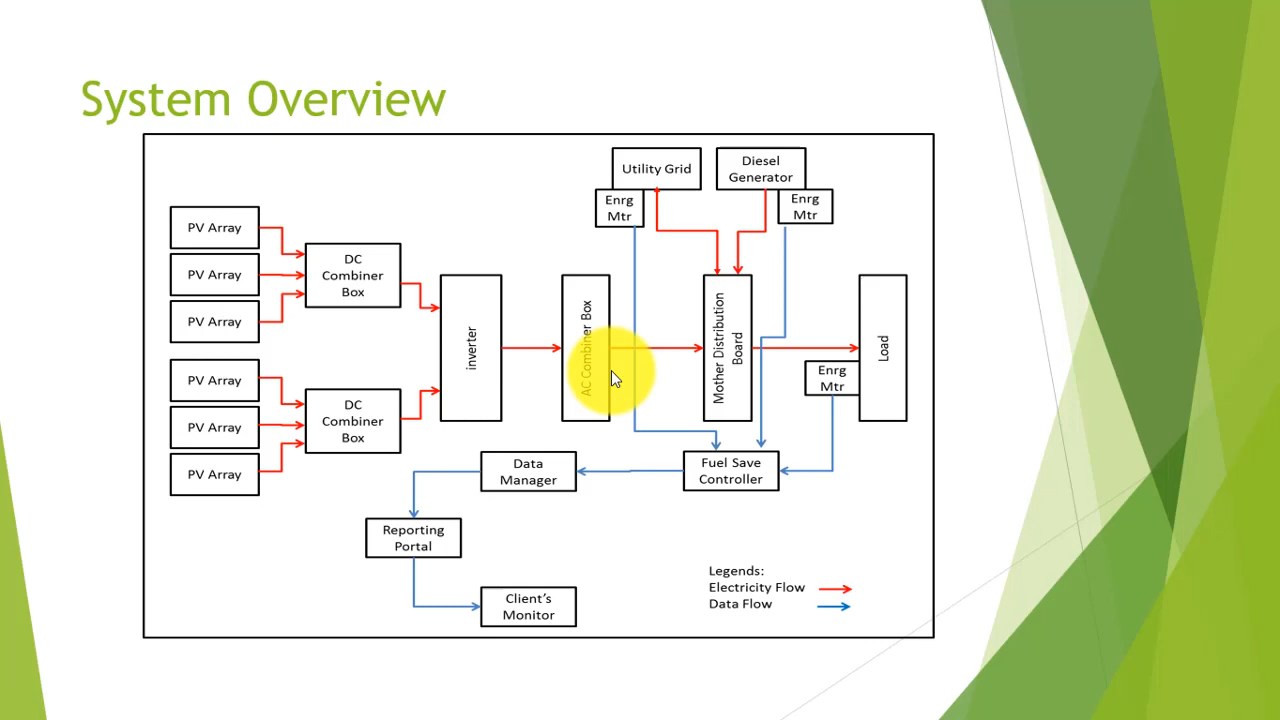 System Overview
Utility Grid
Diesel
Generator
Enrg
Mtr
Enrg
Mtr
PV Array
PV Array
PV Array
DC
Combiner
Box
PV Array
PV Array
PV Array
DC
Combiner
Box
inverter
AC Combiner Box
Mother Distribution
Board
Load
Enrg
Mtr
Fuel Save
Controller
Data
Manager
Reporting
Portal
Client's
Monitor
Legends:
Electricity Flow
Data Flow